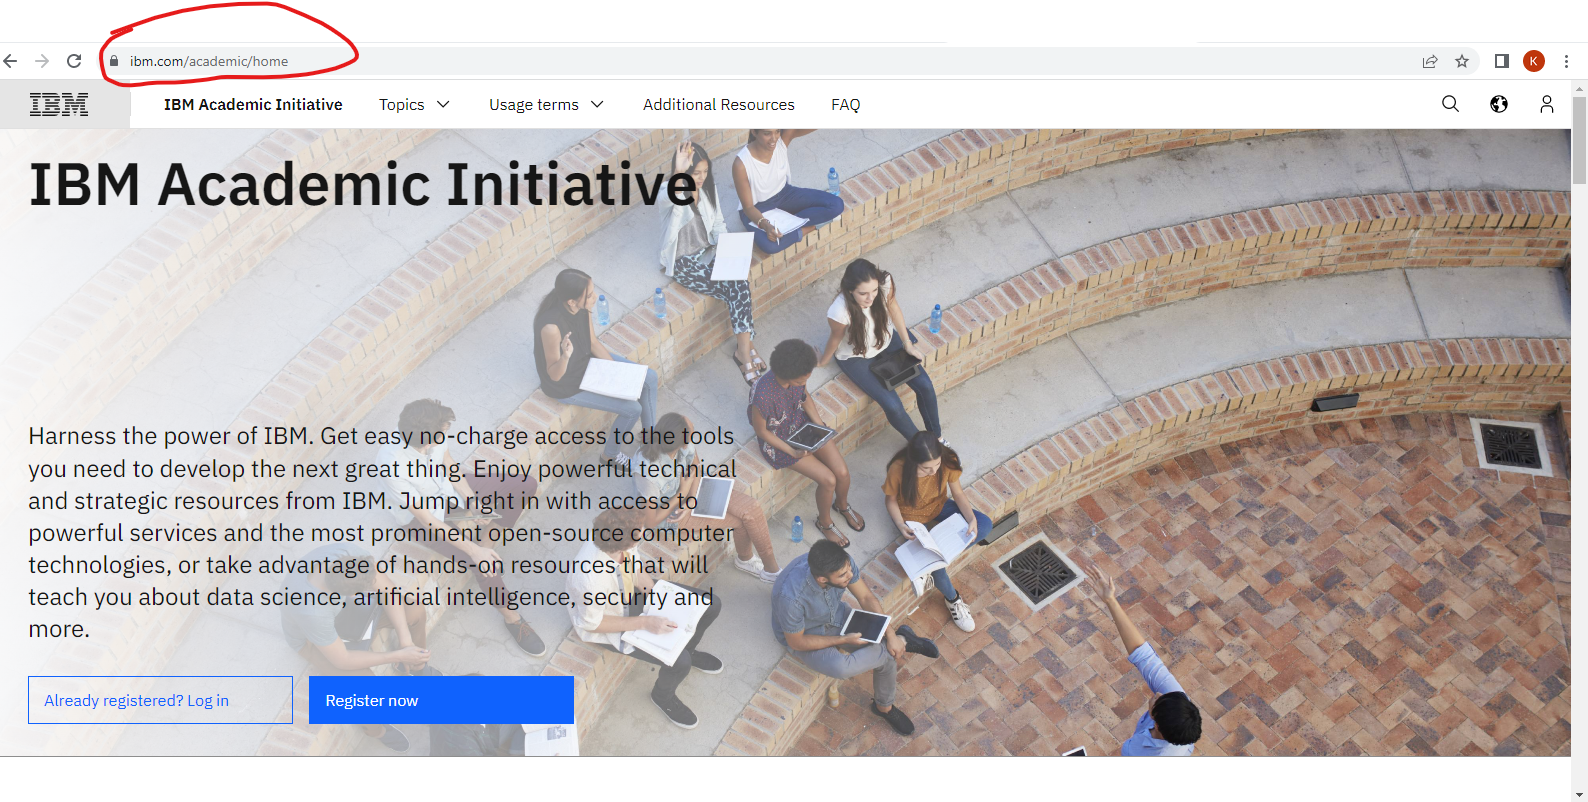 ibm.com/academic/home
K
IBM
IBM Academic Initiative
Topics
Usage terms
Additional Resources
FAQ
IBM Academic Initiative
Harness the power of IBM. Get easy no-charge access to the tools
you need to develop the next great thing. Enjoy powerful technical
and strategic resources from IBM. Jump right in with access to
powerful services and the most prominent open-source computer
technologies, or take advantage of hands-on resources that will
teach you about data science, artificial intelligence, security and
more.
Already registered? Log in
Register now